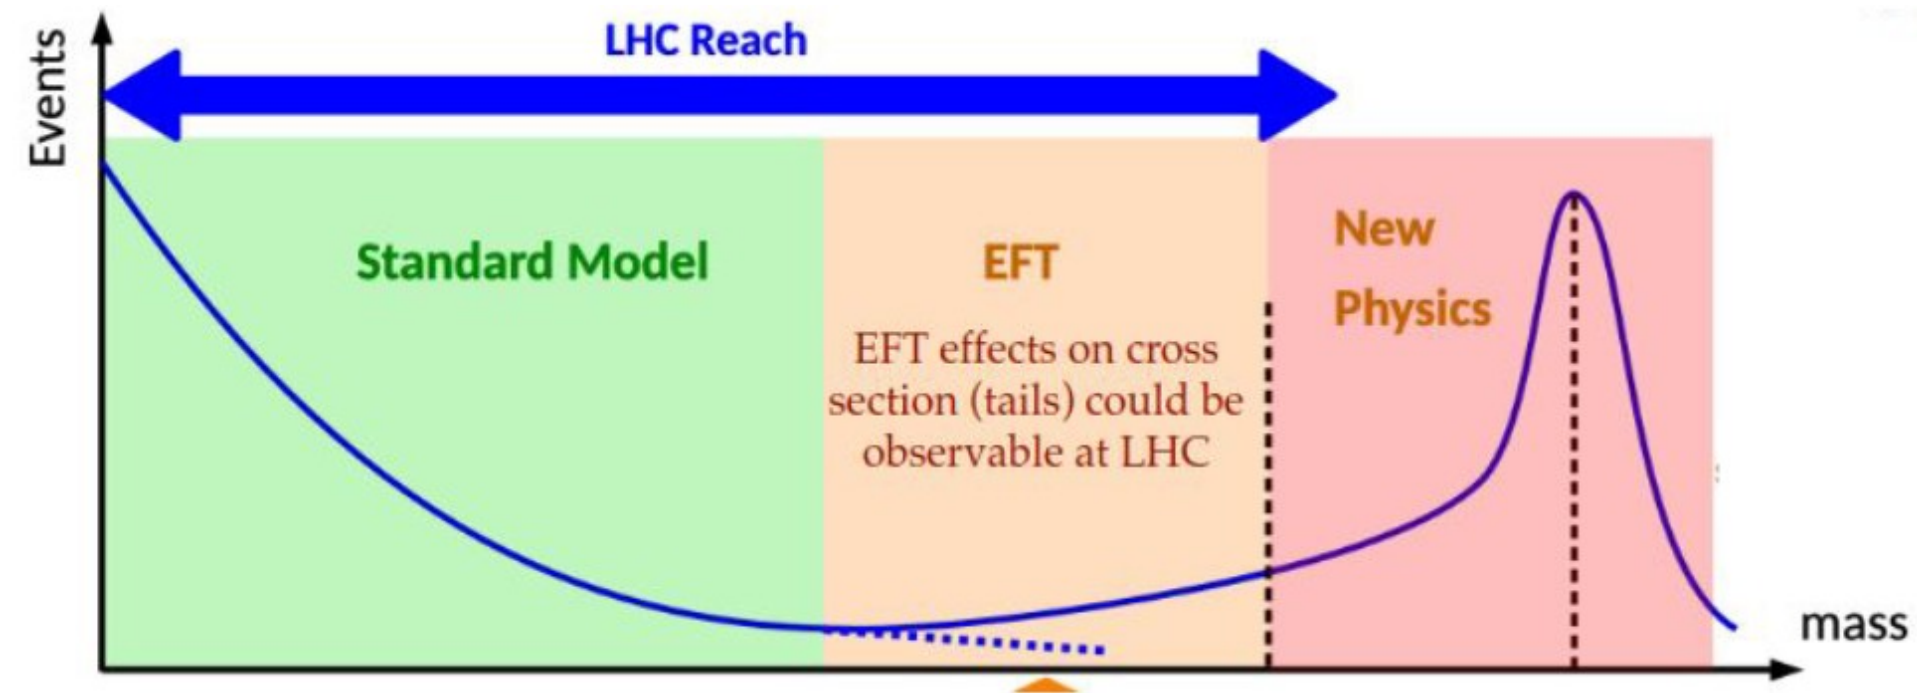 Events
LHC Reach
Standard Model
EFT
EFT effects on cross
section (tails) could be
observable at LHC
New
Physics
mass